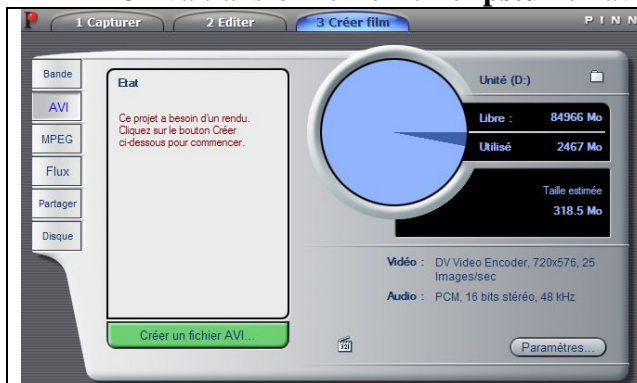 1 Capturer
2 Editer
3 Créer film
P I N N
Bande
AVI
MPEG
Flux
Partager
Disque
Etat
Ce projet a besoin d'un rendu.
Cliquez sur le bouton Créer
ci-dessous pour commencer.
Créer un fichier AVI...
Unité (D:)
Libre : 84966 Mo
Utilisé 2467 Mo
Taille estimée
318.5 Mo
Vidéo : DV Video Encoder, 720x576, 25
Images/sec
Audio : PCM, 16 bits stéréo, 48 kHz
Paramètres...